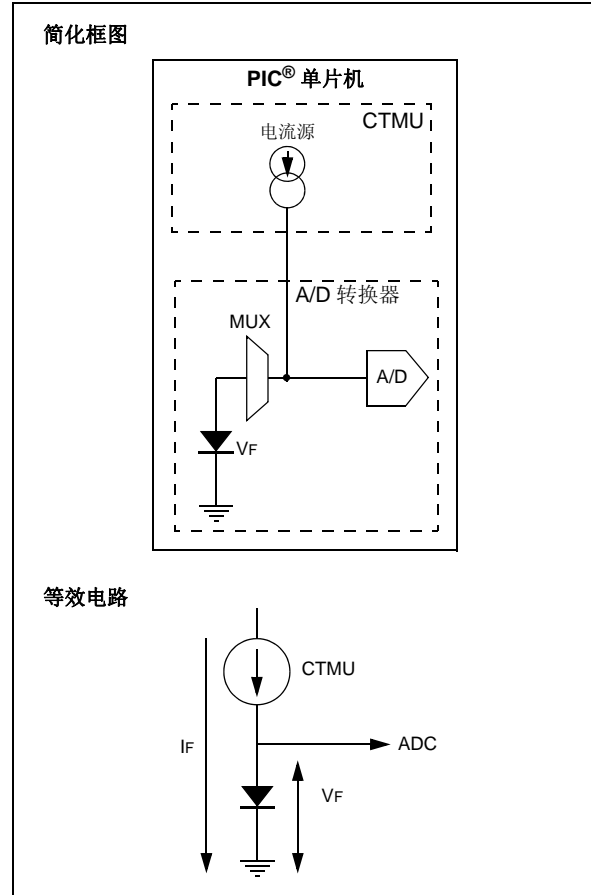 简化框图
PIC® 单片机
CTMU
电流源
A/D 转换器
MUX
A/D
VF
等效电路
CTMU
IF
ADC
VF